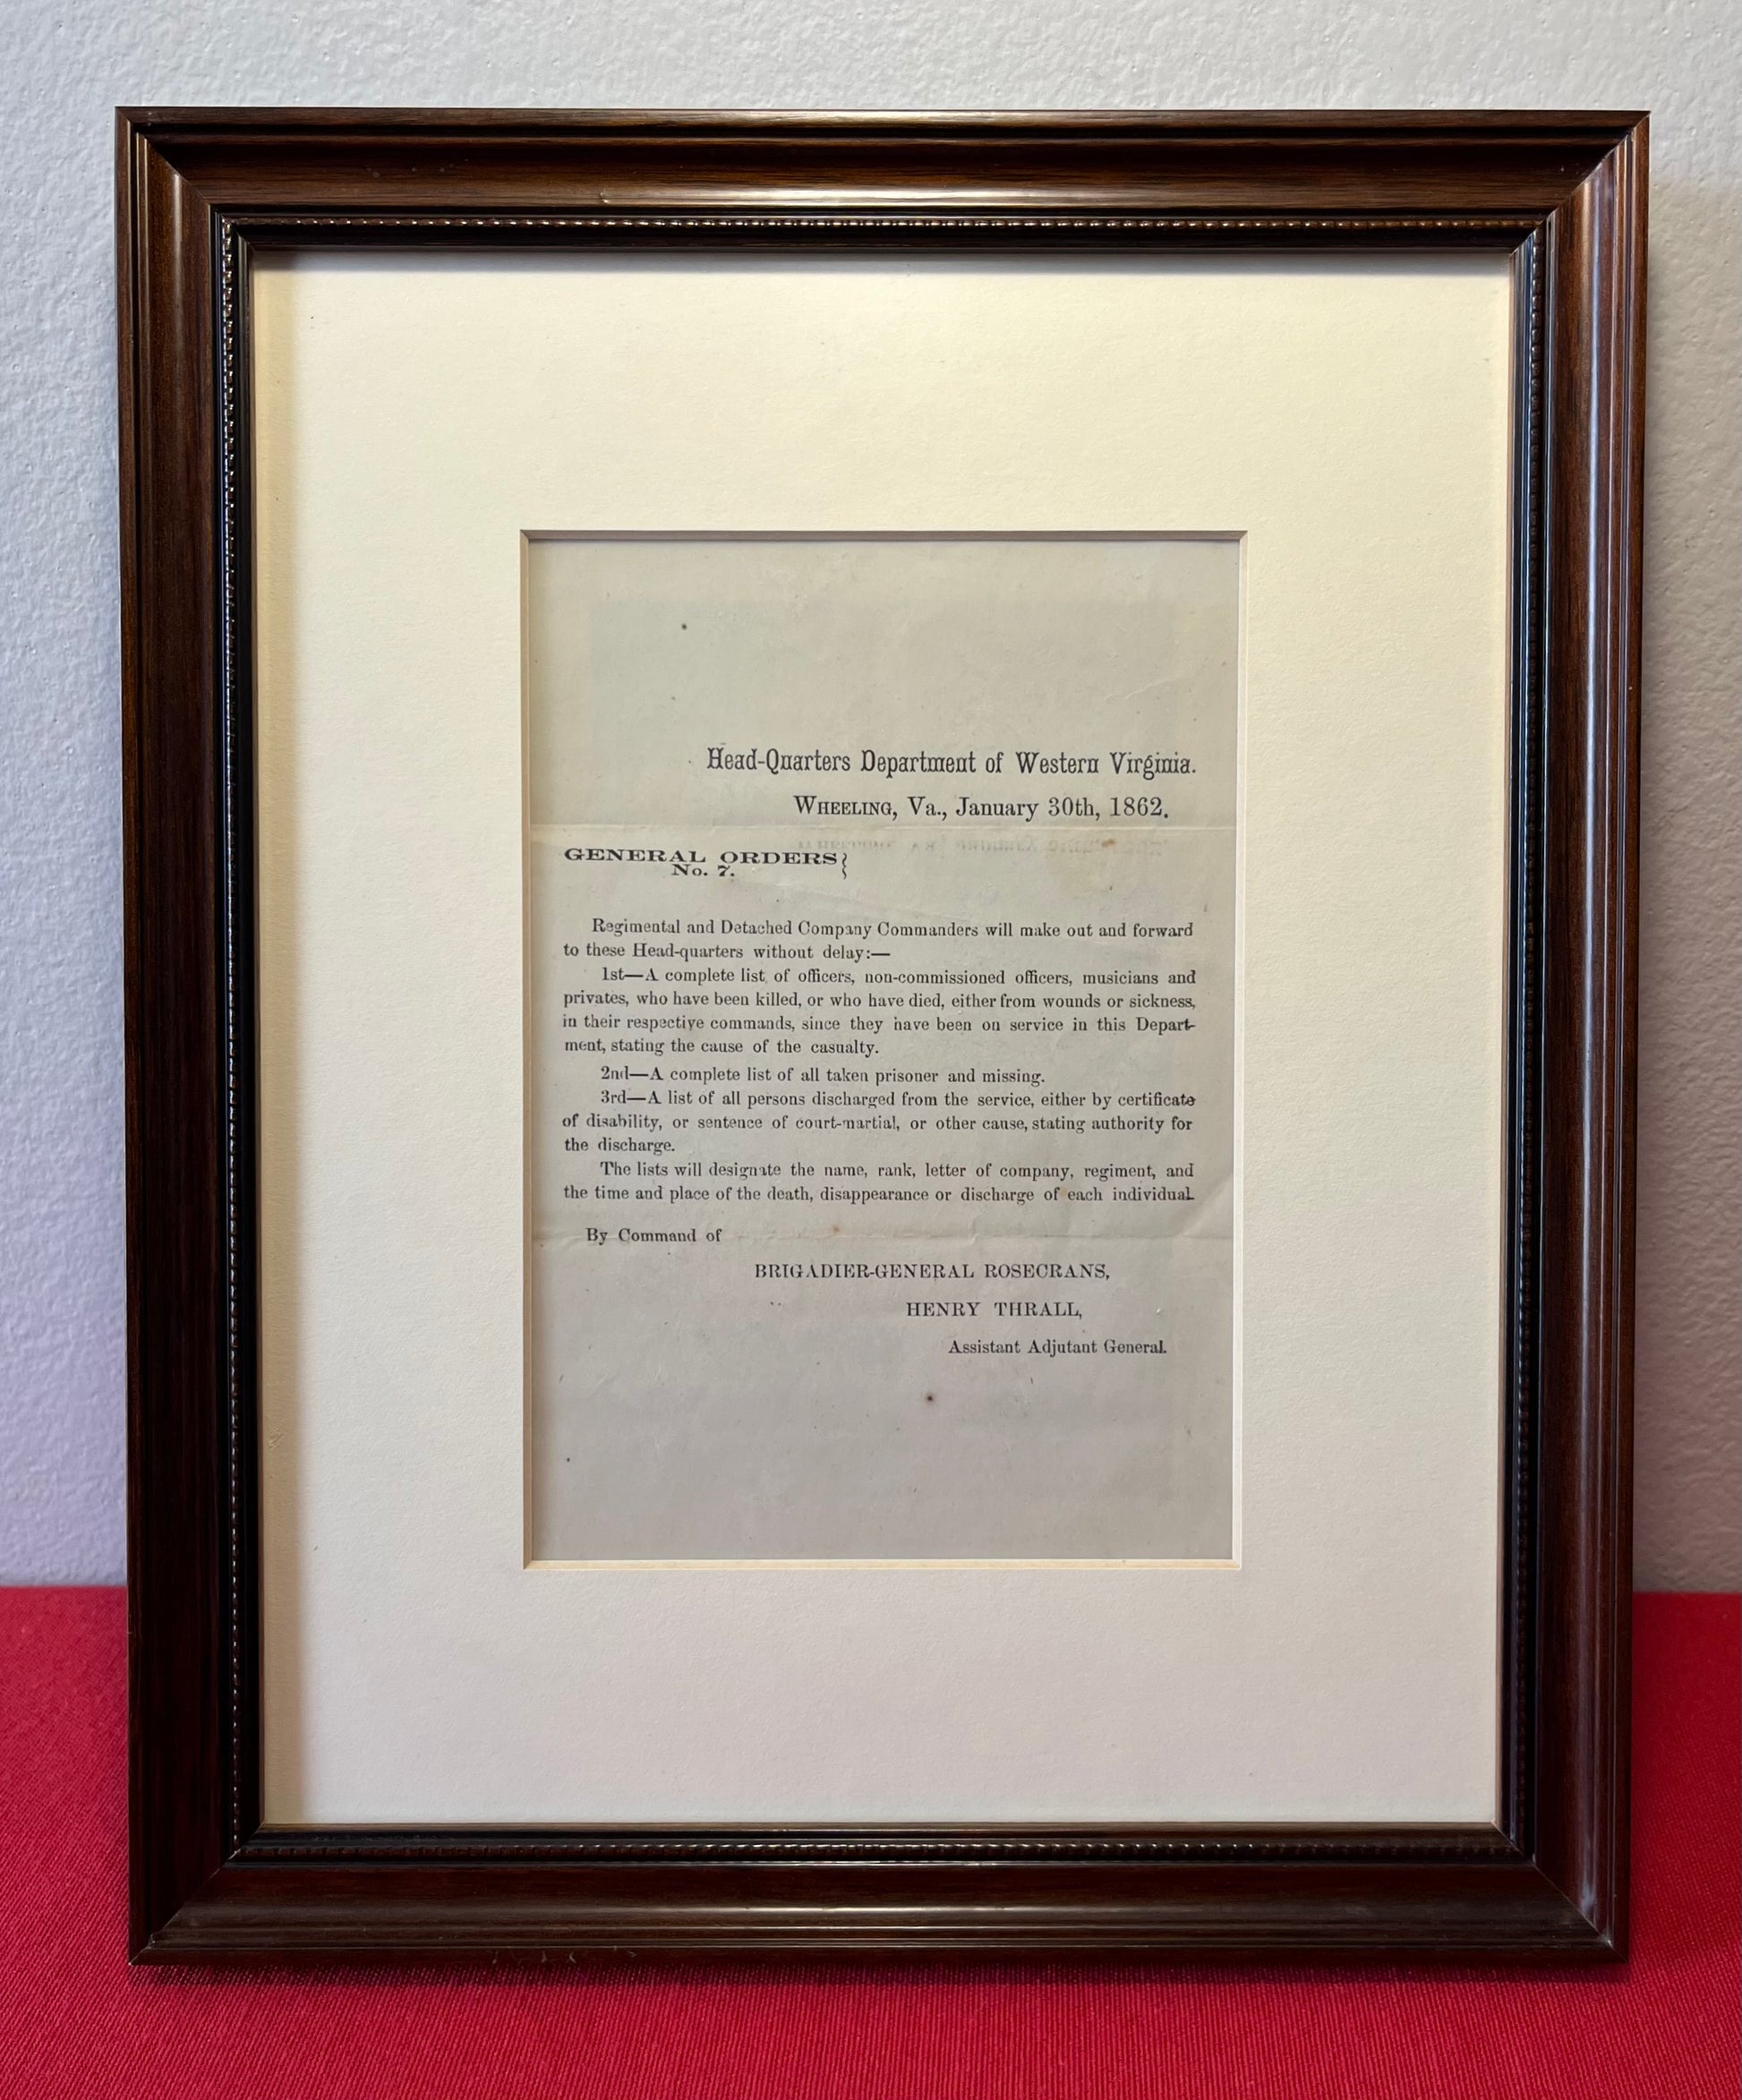 Head-Quarters Department of Western Virginia.
Wheeling, Va., January 30th, 1862.
GENERAL ORDERS }
No. 7.
Regimental and Detached Company Commanders will make out and forward
to these Head-quarters without delay:—
1st—A complete list of officers, non-commissioned officers, musicians and
privates, who have been killed, or who have died, either from wounds or sickness,
in their respective commands, since they have been on service in this Depart-
ment, stating the cause of the casualty.
2nd—A complete list of all taken prisoner and missing.
3rd—A list of all persons discharged from the service, either by certificate
of disability, or sentence of court-martial, or other cause, stating authority for
the discharge.
The lists will designate the name, rank, letter of company, regiment, and
the time and place of the death, disappearance or discharge of each individual.
By Command of
BRIGADIER-GENERAL ROSECRANS,
HENRY THRALL,
Assistant Adjutant General.